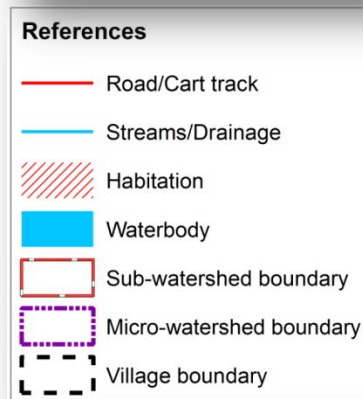 References
Road/Cart track
Streams/Drainage
Habitation
Waterbody
Sub-watershed boundary
Micro-watershed boundary
Village boundary